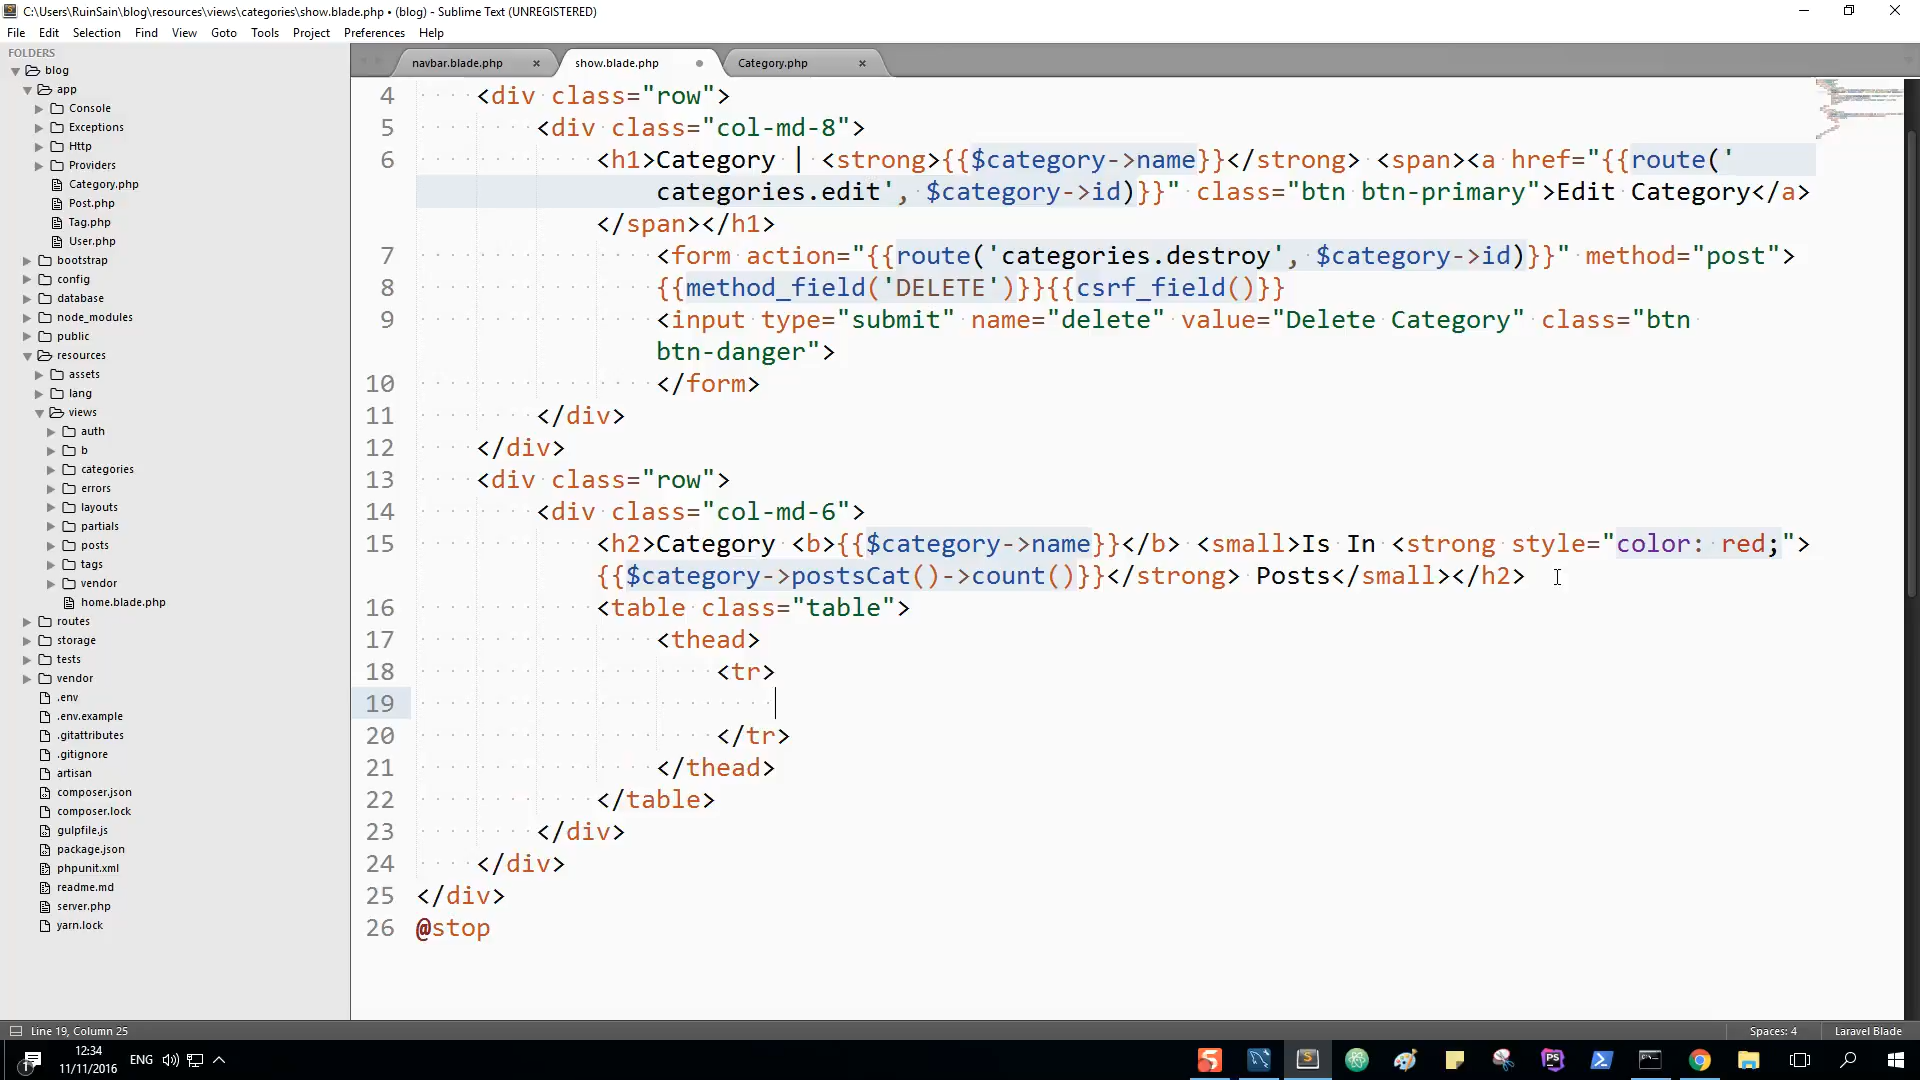 C:\Users\RuinSain\blog\resources\views\categories\show.blade.php • (blog) - Sublime Text (UNREGISTERED)
File Edit Selection Find View Goto Tools Project Preferences Help
FOLDERS
blog
app
Console
Exceptions
Http
Providers
Category.php
Post.php
Tag.php
User.php
bootstrap
config
database
node_modules
public
resources
assets
lang
views
auth
b
categories
errors
layouts
partials
posts
tags
vendor
home.blade.php
routes
storage
tests
vendor
.env
.env.example
.gitattributes
.gitignore
artisan
composer.json
composer.lock
gulpfile.js
package.json
phpunit.xml
readme.md
server.php
yarn.lock
navbar.blade.php × show.blade.php • Category.php ×
4 <div class="row">
5 <div class="col-md-8">
6 <h1>Category | <strong>{{$category->name}}</strong> <span><a href="{{route('
categories.edit', $category->id)}}" class="btn btn-primary">Edit Category</a>
</span></h1>
7 <form action="{{route('categories.destroy', $category->id)}}" method="post">
8 {{method_field('DELETE')}}{{csrf_field()}}
9 <input type="submit" name="delete" value="Delete Category" class="btn
btn-danger">
10 </form>
11 </div>
12 </div>
13 <div class="row">
14 <div class="col-md-6">
15 <h2>Category <b>{{$category->name}}</b> <small>Is In <strong style="color: red;">
{{$category->postsCat()->count()}}</strong> Posts</small></h2>
16 <table class="table">
17 <thead>
18 <tr>
19
20 </tr>
21 </thead>
22 </table>
23 </div>
24 </div>
25 </div>
26 @stop
Line 19, Column 25
Spaces: 4 Laravel Blade
12:34
11/11/2016
ENG